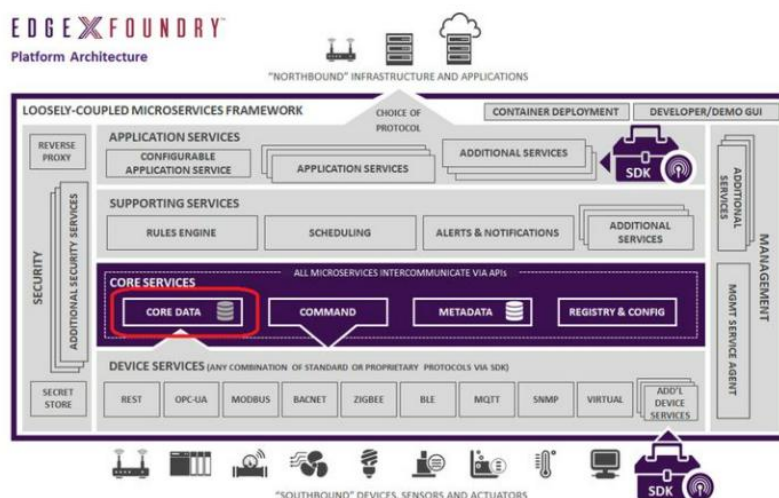 EDGE X FOUNDRY™
Platform Architecture
"NORTHBOUND" INFRASTRUCTURE AND APPLICATIONS
LOOSELY-COUPLED MICROSERVICES FRAMEWORK
CHOICE OF
PROTOCOL
CONTAINER DEPLOYMENT
DEVELOPER/DEMO GUI
REVERSE
PROXY
SECURITY
ADDITIONAL SECURITY SERVICES
SECRET
STORE
APPLICATION SERVICES
CONFIGURABLE
APPLICATION SERVICE
APPLICATION SERVICES
ADDITIONAL SERVICES
SDK
SUPPORTING SERVICES
RULES ENGINE
SCHEDULING
ALERTS & NOTIFICATIONS
ADDITIONAL
SERVICES
ALL MICROSERVICES INTERCOMMUNICATE VIA APIs
CORE SERVICES
CORE DATA
COMMAND
METADATA
REGISTRY & CONFIG
DEVICE SERVICES (ANY COMBINATION OF STANDARD OR PROPRIETARY PROTOCOLS VIA SDK)
REST
OPC-UA
MODBUS
BACNET
ZIGBEE
BLE
MQTT
SNMP
VIRTUAL
ADD'L
DEVICE
SERVICES
ADDITIONAL
SERVICES
MANAGEMENT
MGMT SERVICE AGENT
"SOUTHBOUND" DEVICES, SENSORS AND ACTUATORS
SDK